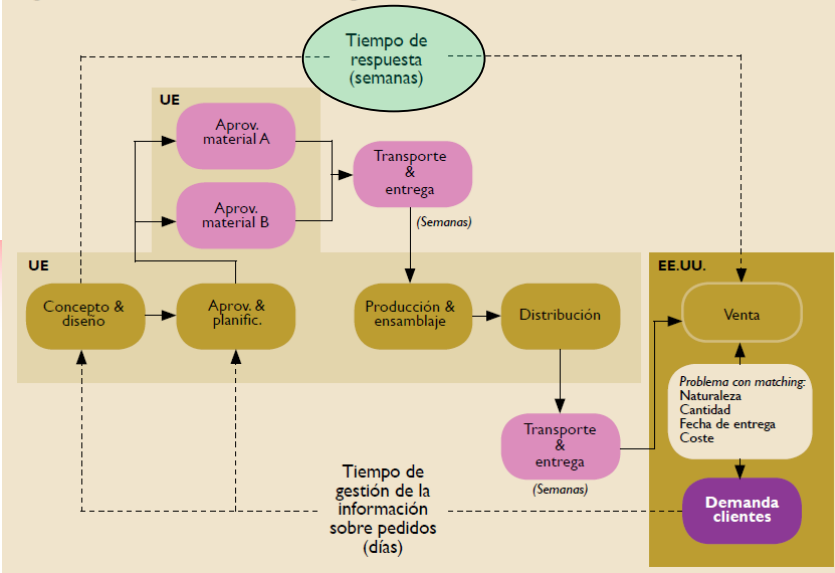 Tiempo de
respuesta
(semanas)
UE
Aprov.
material A
Aprov.
material B
Transporte
&
entrega
(Semanas)
UE
Concepto &
diseño
Aprov. &
planific.
Producción &
ensamblaje
Distribución
EE.UU.
Venta
Problema con matching:
Naturaleza
Cantidad
Fecha de entrega
Coste
Transporte
&
entrega
(Semanas)
Tiempo de
gestión de la
información
sobre pedidos
(días)
Demanda
clientes